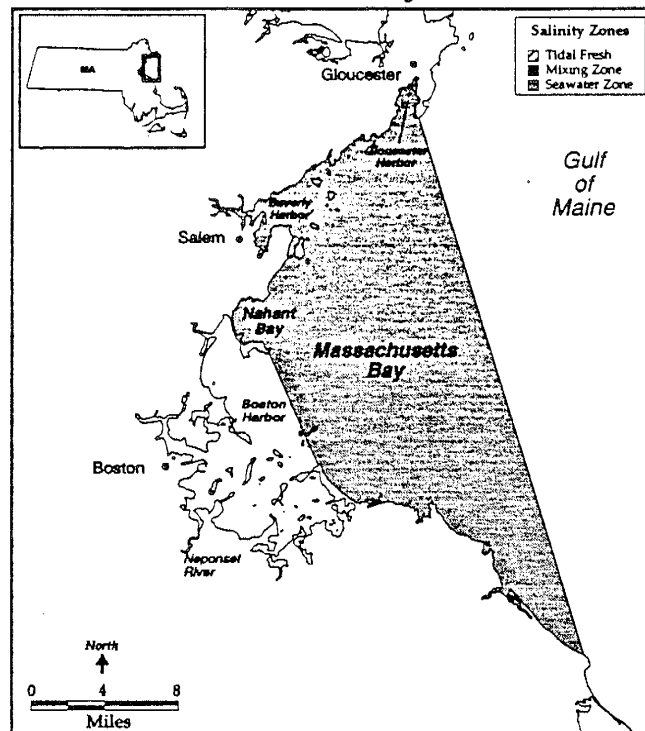 Salinity Zones
Tidal Fresh
Mixing Zone
Seawater Zone
MA
Gloucester
Gloucester
Harbor
Gulf
of
Maine
Beverly
Harbor
Salem
Nahant
Bay
Massachusetts
Bay
Boston
Harbor
Boston
Neponset
River
North
0 4 8
Miles